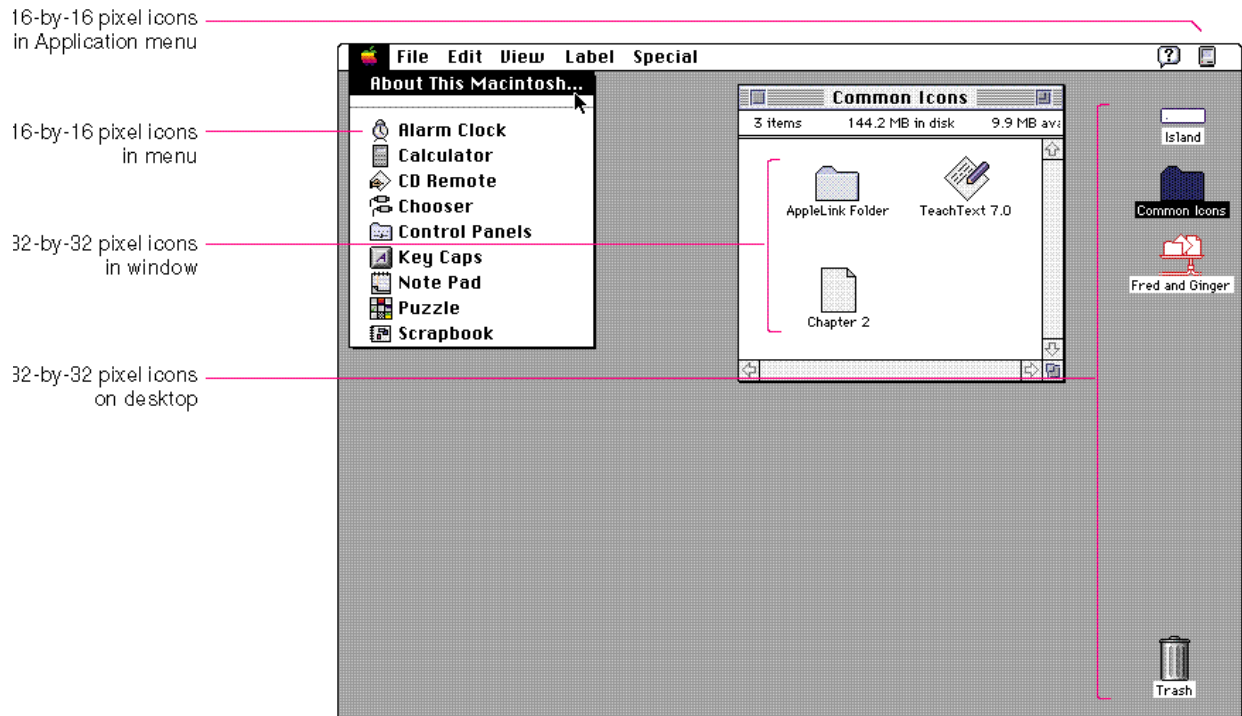 16-by-16 pixel icons
in Application menu
File Edit View Label Special
About This Macintosh...
16-by-16 pixel icons
in menu
Alarm Clock
Calculator
CD Remote
Chooser
Control Panels
Key Caps
Note Pad
Puzzle
Scrapbook
32-by-32 pixel icons
in window
32-by-32 pixel icons
on desktop
Common Icons
3 items 144.2 MB in disk 9.9 MB ava
AppleLink Folder TeachText 7.0
Chapter 2
Island
Common Icons
Fred and Ginger
Trash